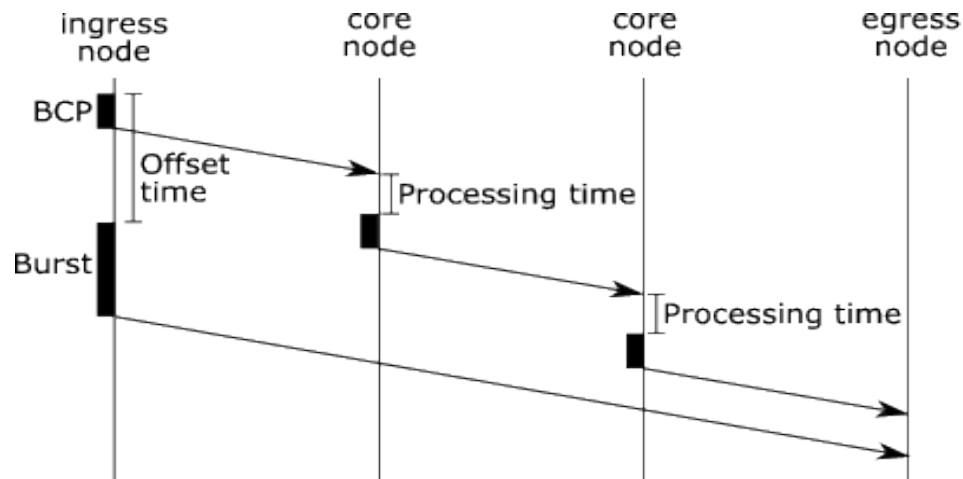 ingress
node
core
node
core
node
egress
node
BCP
Offset
time
Processing time
Burst
Processing time